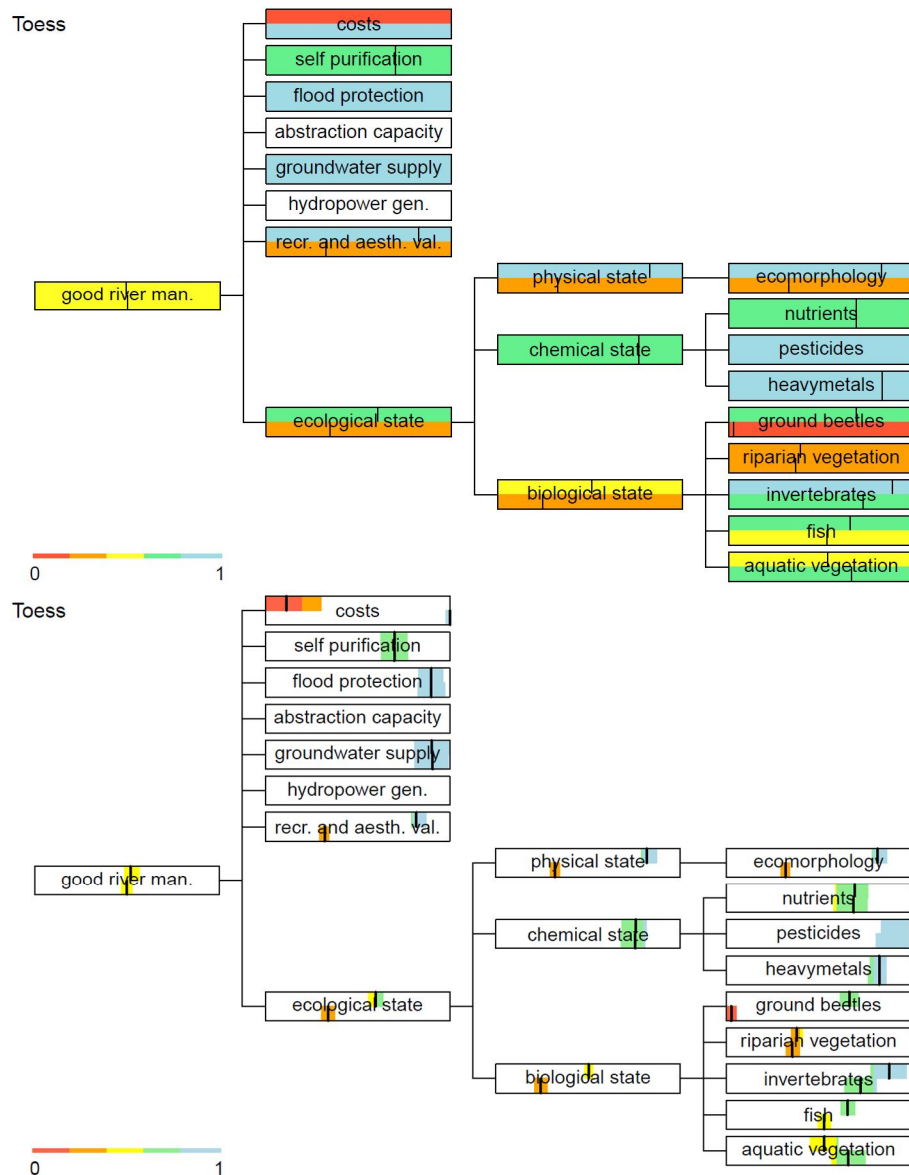 Toess
costs
self purification
flood protection
abstraction capacity
groundwater supply
hydropower gen.
recr. and aesth. val.
physical state
ecomorphology
good river man.
nutrients
chemical state
pesticides
heavymetals
ecological state
ground beetles
riparian vegetation
biological state
invertebrates
fish
aquatic vegetation
0
1
Toess
costs
self purification
flood protection
abstraction capacity
groundwater supply
hydropower gen.
recr. and aesth. val.
physical state
ecomorphology
good river man.
nutrients
chemical state
pesticides
heavymetals
ecological state
ground beetles
riparian vegetation
biological state
invertebrates
fish
aquatic vegetation
0
1